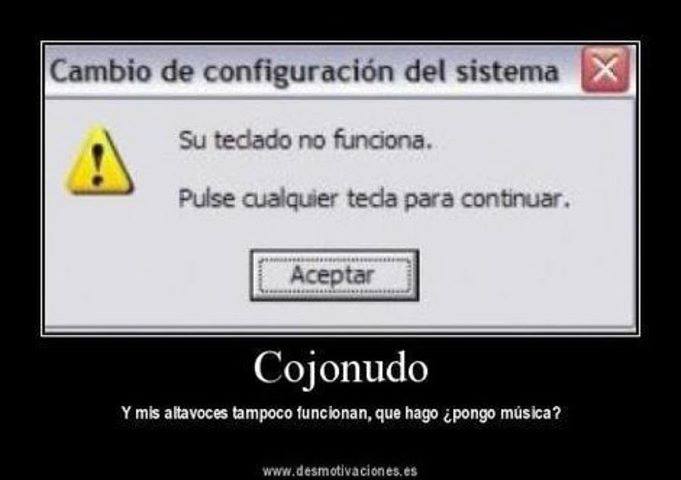 Cambio de configuración del sistema
Su teclado no funciona.
Pulse cualquier tecla para continuar.
Aceptar
Cojonudo
Y mis altavoces tampoco funcionan, que hago ¿pongo música?
www.desmotivaciones.es